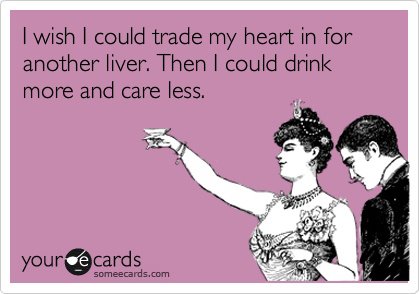 I wish I could trade my heart in for
another liver. Then I could drink
more and care less.
your e cards
someecards.com